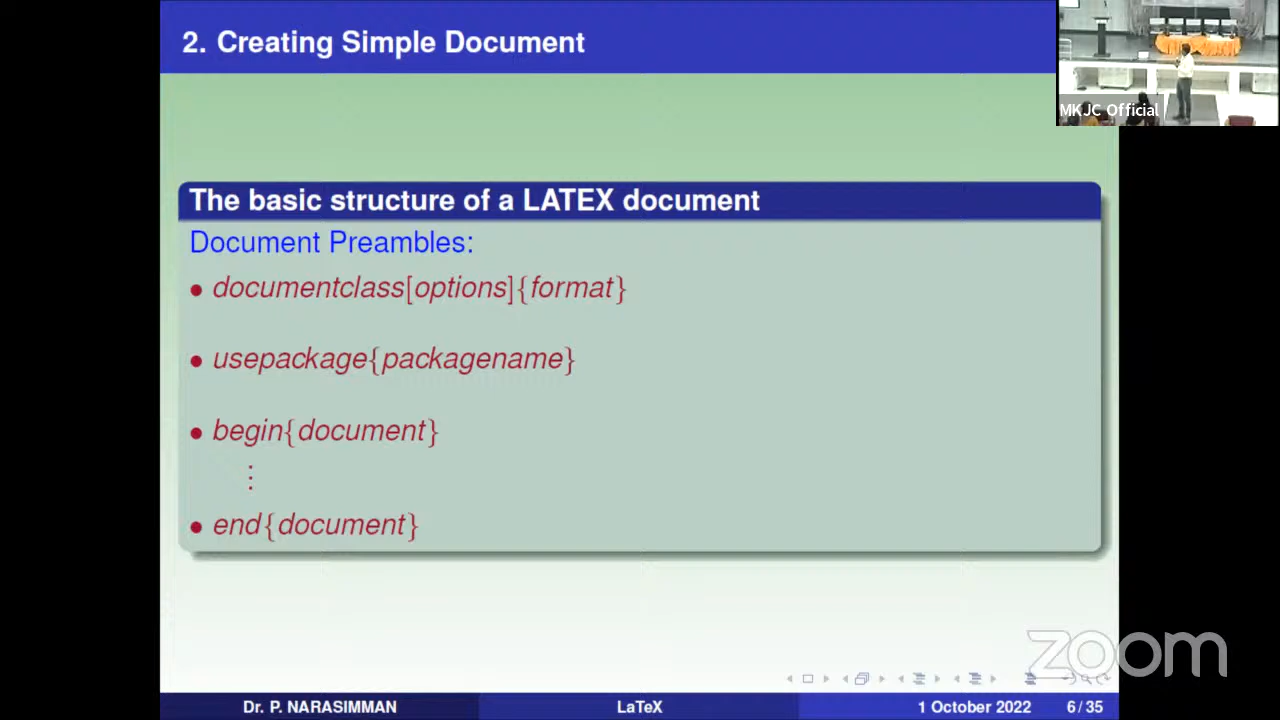 2. Creating Simple Document
MKJC Official
The basic structure of a LATEX document
Document Preambles:
• documentclass[options]{format}
• usepackage{packagename}
• begin{document}
⋮
• end{document}
zoom
Dr. P. NARASIMMAN LaTeX 1 October 2022 6 / 35